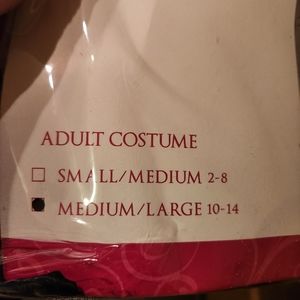 ADULT COSTUME
SMALL/MEDIUM 2-8
MEDIUM/LARGE 10-14